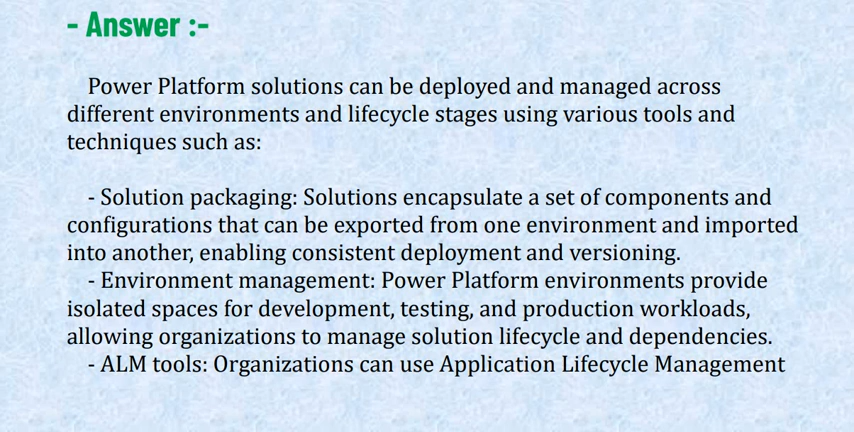 - Answer :-
Power Platform solutions can be deployed and managed across
different environments and lifecycle stages using various tools and
techniques such as:
- Solution packaging: Solutions encapsulate a set of components and
configurations that can be exported from one environment and imported
into another, enabling consistent deployment and versioning.
- Environment management: Power Platform environments provide
isolated spaces for development, testing, and production workloads,
allowing organizations to manage solution lifecycle and dependencies.
- ALM tools: Organizations can use Application Lifecycle Management